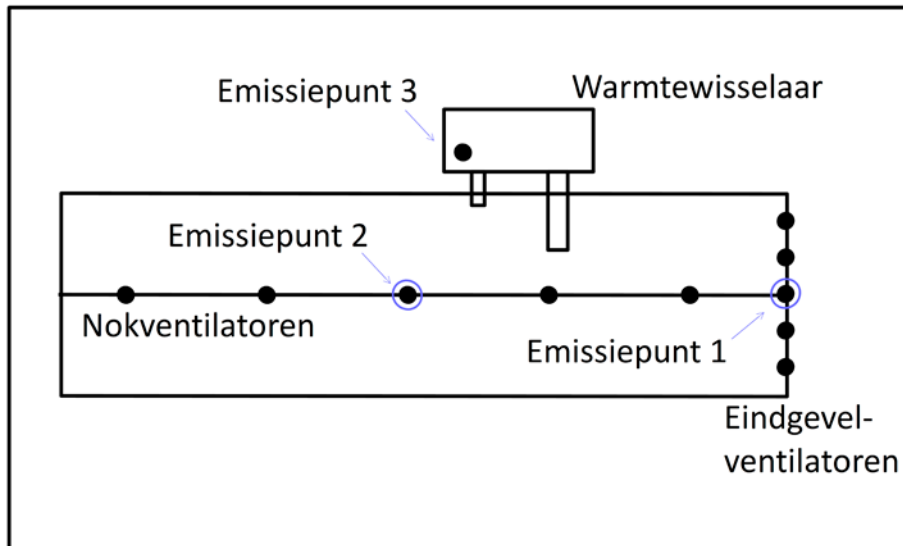 Warmtewisselaar
Emissiepunt 3
Emissiepunt 2
Nokventilatoren
Emissiepunt 1
Eindgevel-
ventilatoren